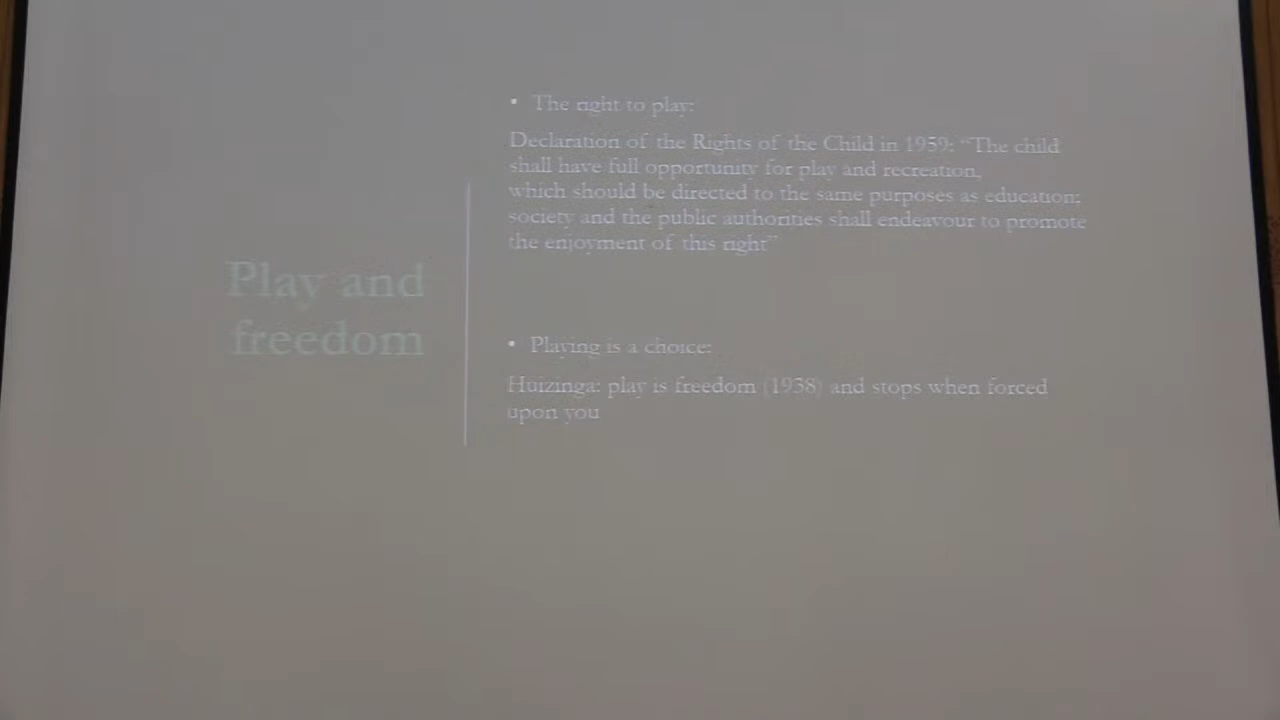 Play and
freedom
• The right to play:
Declaration of the Rights of the Child in 1959: “The child
shall have full opportunity for play and recreation,
which should be directed to the same purposes as education;
society and the public authorities shall endeavour to promote
the enjoyment of this right”
• Playing is a choice:
Huizinga: play is freedom (1938) and stops when forced
upon you